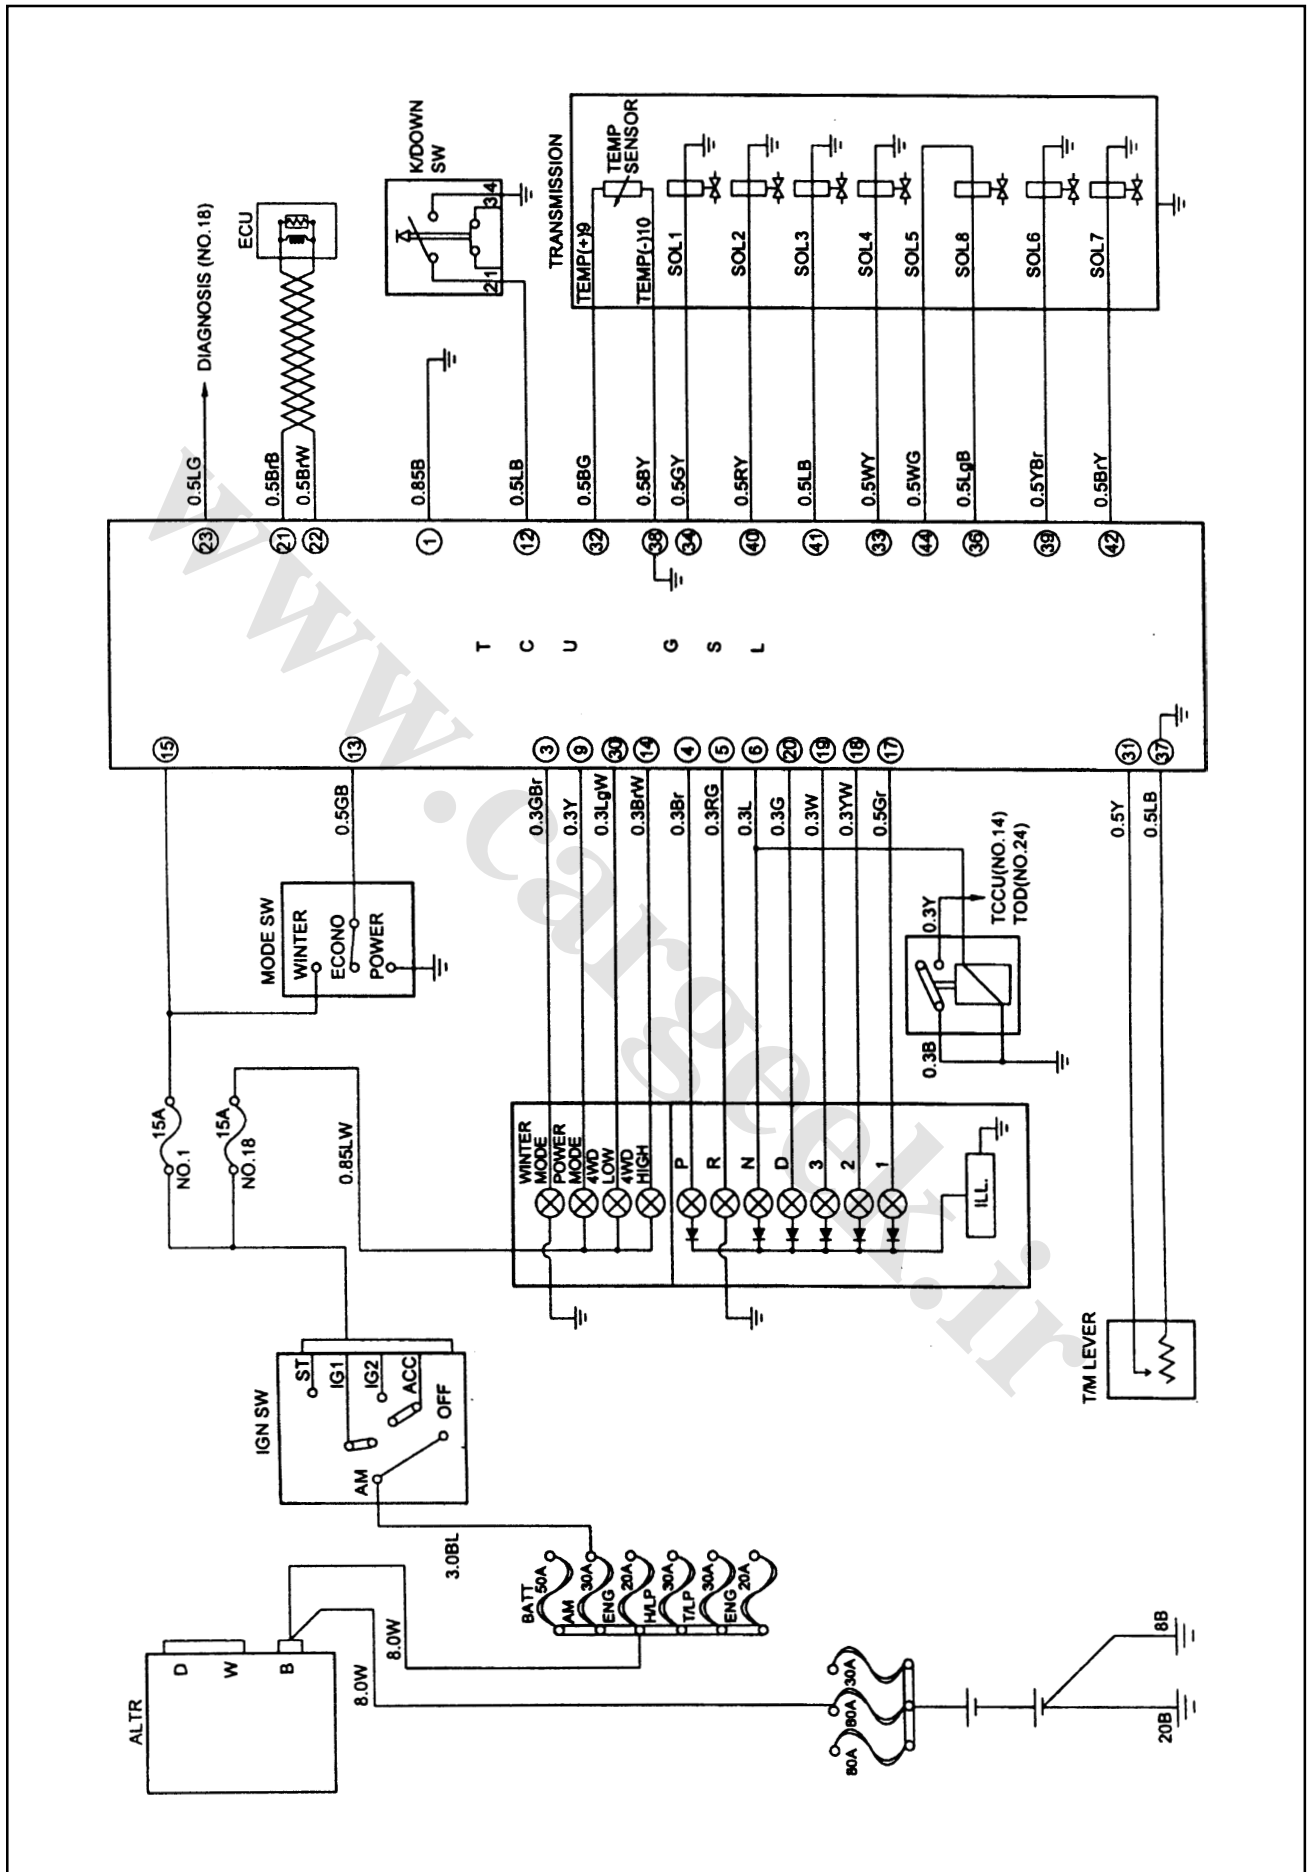 ALTR
D
W
B
8.0W
8.0W
BATT
50A
AM
30A
ENG
20A
H/LP
30A
T/LP
30A
ENG
20A
80A
80A
30A
20B
8B
3.0BL
IGN SW
ST
IG1
IG2
ACC
AM
OFF
15A
NO.1
15A
NO.18
0.85LW
MODE SW
WINTER
ECONO
POWER
WINTER
MODE
POWER
MODE
4WD
LOW
4WD
HIGH
P
R
N
D
3
2
1
ILL.
0.3B
0.3Y
TCCU(NO.14)
TOD(NO.24)
T/M LEVER
0.5GB
0.3GBr
0.3Y
0.3LgW
0.3BrW
0.3Br
0.3RG
0.3L
0.3G
0.3W
0.3YW
0.5Gr
0.5Y
0.5LB
15
13
3
9
30
14
4
5
6
20
19
18
17
31
37
T C U G S L
23
21
22
1
12
32
38
34
40
41
33
44
36
39
42
0.5LG
0.5BrB
0.5BrW
0.85B
0.5LB
0.5BG
0.5BY
0.5GY
0.5RY
0.5LB
0.5WY
0.5WG
0.5LgB
0.5YBr
0.5BrY
DIAGNOSIS (NO.18)
ECU
K/DOWN
SW
2
1
3
4
TRANSMISSION
TEMP(+)9
TEMP
SENSOR
TEMP(-)10
SOL1
SOL2
SOL3
SOL4
SOL5
SOL8
SOL6
SOL7
www.cargeek.ir